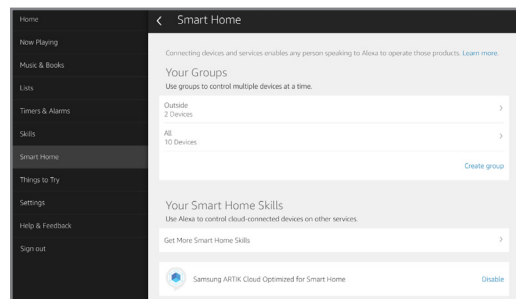 Home
Now Playing
Music & Books
Lists
Timers & Alarms
Skills
Smart Home
Things to Try
Settings
Help & Feedback
Sign out
Smart Home
Connecting devices and services enables any person speaking to Alexa to operate those products. Learn more.
Your Groups
Use groups to control multiple devices at a time.
Outside
2 Devices
All
10 Devices
Create group
Your Smart Home Skills
Use Alexa to control cloud-connected devices on other services.
Get More Smart Home Skills
Samsung ARTIK Cloud Optimized for Smart Home Disable